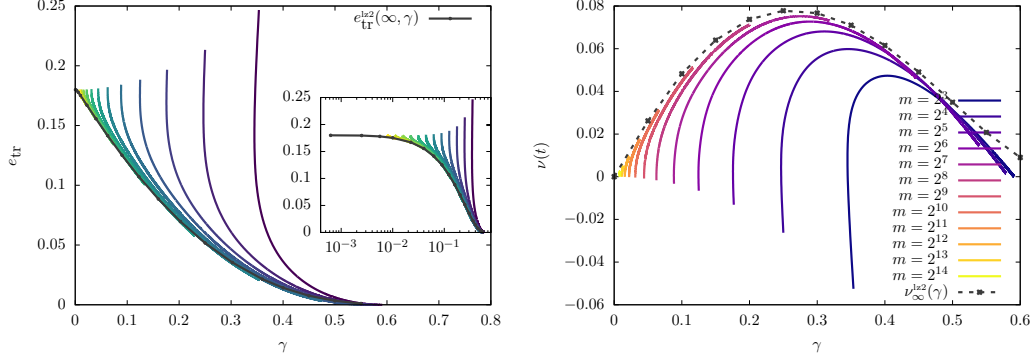 0.25
0.2
0.15
0.1
0.05
0
e_tr
0 0.1 0.2 0.3 0.4 0.5 0.6 0.7 0.8
γ
e_tr^{lz2}(∞, γ)
0.25
0.2
0.15
0.1
0.05
0
10^{-3} 10^{-2} 10^{-1}
0.08
0.06
0.04
0.02
0
−0.02
−0.04
−0.06
ν(t)
0 0.1 0.2 0.3 0.4 0.5 0.6
γ
m = 2^3
m = 2^4
m = 2^5
m = 2^6
m = 2^7
m = 2^8
m = 2^9
m = 2^{10}
m = 2^{11}
m = 2^{12}
m = 2^{13}
m = 2^{14}
ν_∞^{lz2}(γ)